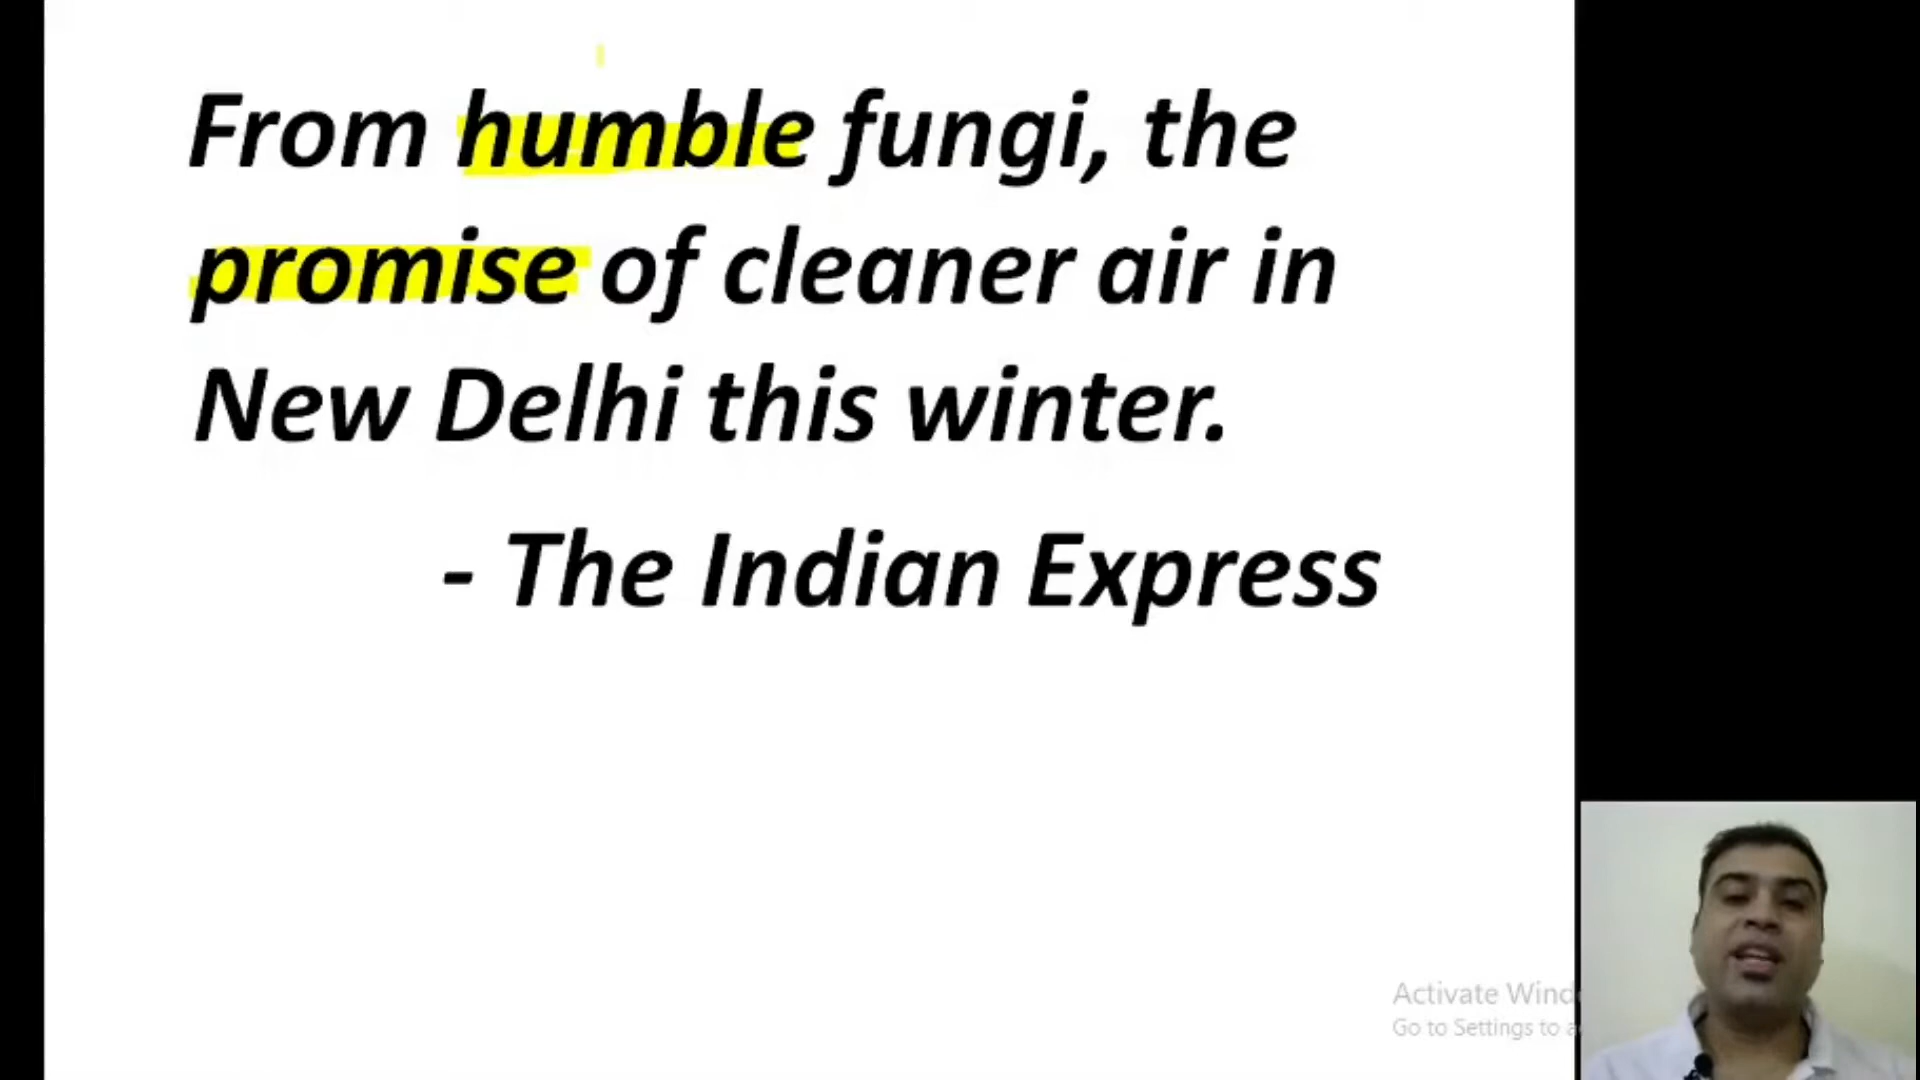 From humble fungi, the
promise of cleaner air in
New Delhi this winter.
- The Indian Express
Activate Wind
Go to Settings to a